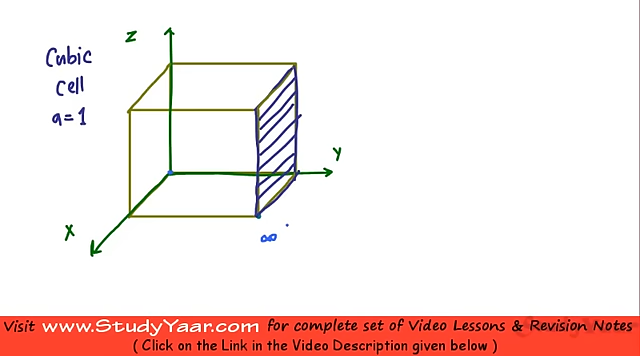 Z
Cubic
Cell
a=1
Y
X
∞
Visit www.StudyYaar.com for complete set of Video Lessons & Revision Notes
( Click on the Link in the Video Description given below )